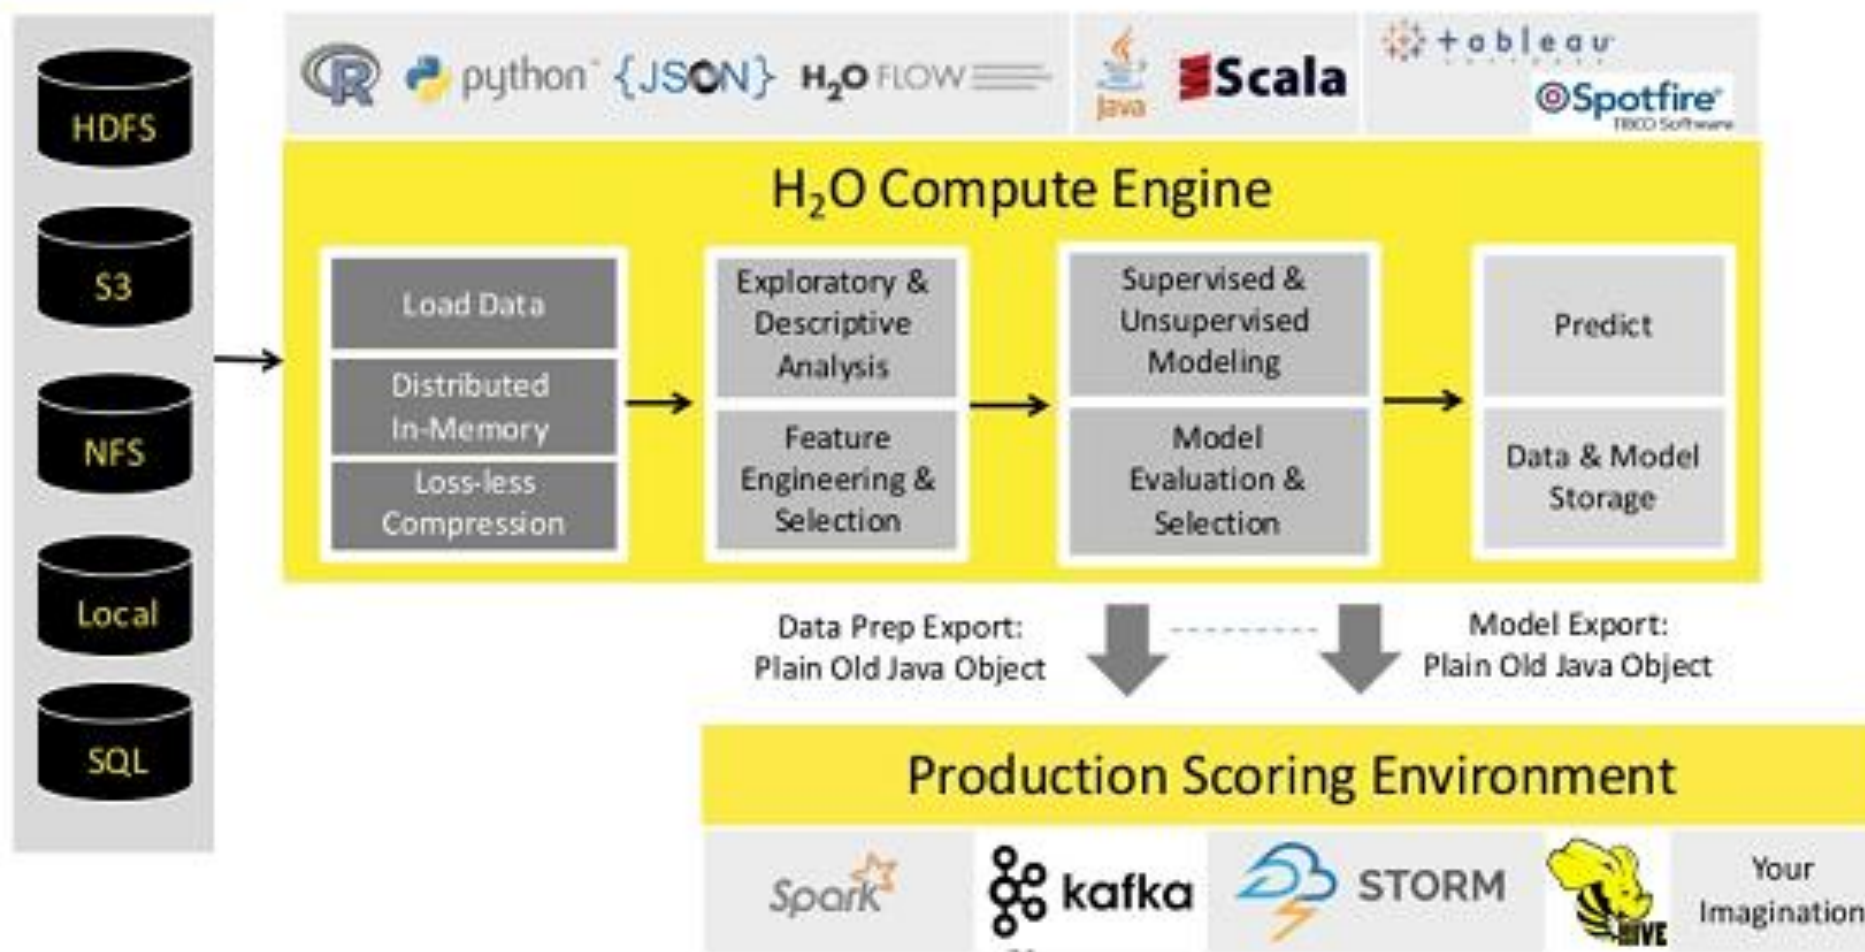 HDFS
S3
NFS
Local
SQL
R
python
{JSON}
H₂O FLOW
Java
Scala
+ a b l e a u
Spotfire
TIBCO Software
H₂O Compute Engine
Load Data
Distributed
In-Memory
Loss-less
Compression
Exploratory &
Descriptive
Analysis
Feature
Engineering &
Selection
Supervised &
Unsupervised
Modeling
Model
Evaluation &
Selection
Predict
Data & Model
Storage
Data Prep Export:
Plain Old Java Object
Model Export:
Plain Old Java Object
Production Scoring Environment
Spark
kafka
STORM
HIVE
Your
Imagination